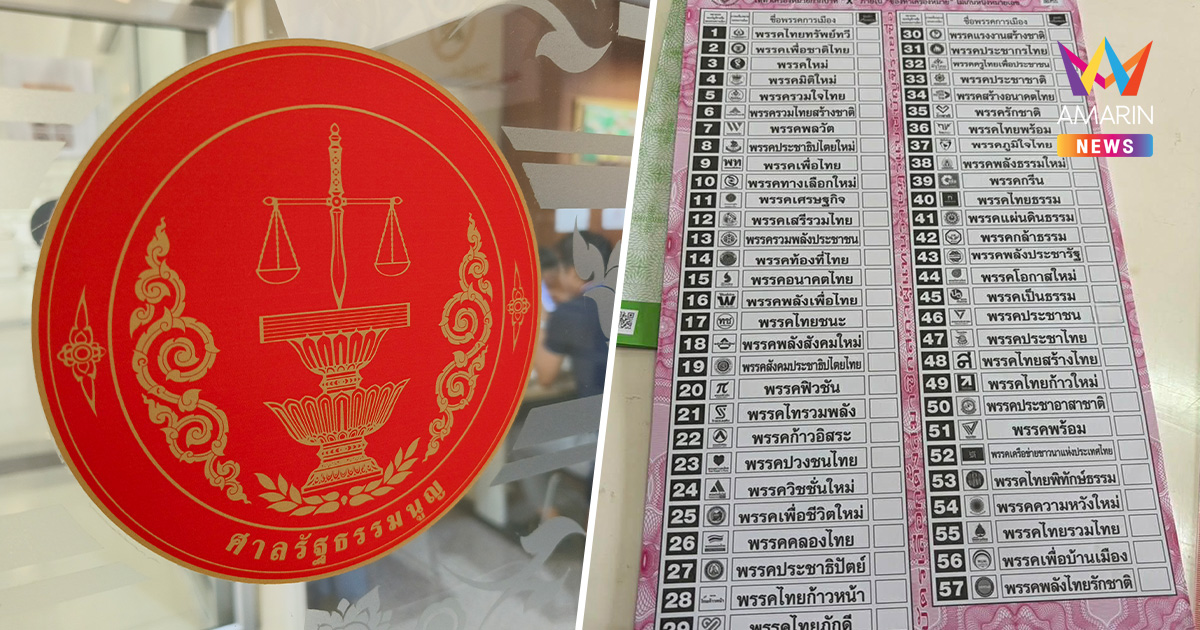 ศาลรัฐธรรมนูญ
ชื่อพรรคการเมือง
1 พรรคไทยทรัพย์ทวี
2 พรรคเพื่อชาติไทย
3 พรรคใหม่
4 พรรคมิติใหม่
5 พรรครวมใจไทย
6 พรรครวมไทยสร้างชาติ
7 พรรคพลวัต
8 พรรคประชาธิปไตยใหม่
9 พท พรรคเพื่อไทย
10 พรรคทางเลือกใหม่
11 พรรคเศรษฐกิจ
12 พรรคเสรีรวมไทย
13 พรรครวมพลังประชาชน
14 พรรคท้องที่ไทย
15 พรรคอนาคตไทย
16 พรรคพลังเพื่อไทย
17 พรรคไทยชนะ
18 พรรคพลังสังคมใหม่
19 พรรคสังคมประชาธิปไตยไทย
20 พรรคฟิวชัน
21 พรรคไทรวมพลัง
22 พรรคก้าวอิสระ
23 พรรคปวงชนไทย
24 พรรควิชชั่นใหม่
25 พรรคเพื่อชีวิตใหม่
26 พรรคคลองไทย
27 พรรคประชาธิปัตย์
28 พรรคไทยก้าวหน้า
29 พรรคไทยภักดี
ชื่อพรรคการเมือง
30 พรรคแรงงานสร้างชาติ
31 พรรคประชากรไทย
32 พรรคครูไทยเพื่อประชาชน
33 พรรคประชาชาติ
34 พรรคสร้างอนาคตไทย
35 พรรครักชาติ
36 พรรคไทยพร้อม
37 พรรคภูมิใจไทย
38 พรรคพลังธรรมใหม่
39 พรรคกรีน
40 พรรคไทยธรรม
41 พรรคแผ่นดินธรรม
42 พรรคกล้าธรรม
43 พรรคพลังประชารัฐ
44 พรรคโอกาสใหม่
45 พรรคเป็นธรรม
46 พรรคประชาชน
47 พรรคประชาไทย
48 พรรคไทยสร้างไทย
49 พรรคไทยก้าวใหม่
50 พรรคประชาอาสาชาติ
51 พรรคพร้อม
52 พรรคเครือข่ายชาวนาแห่งประเทศไทย
53 พรรคไทยพิทักษ์ธรรม
54 พรรคความหวังใหม่
55 พรรคไทยรวมไทย
56 พรรคเพื่อบ้านเมือง
57 พรรคพลังไทยรักชาติ
AMARIN
NEWS